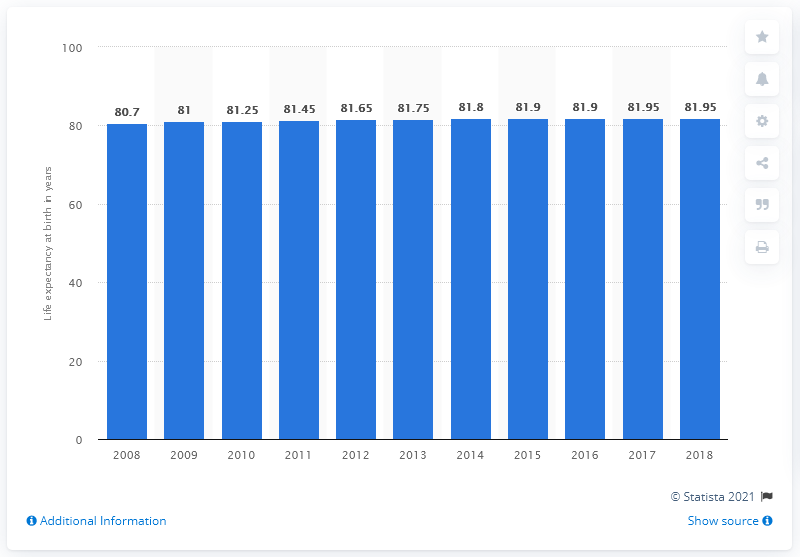 100
80
60
40
20
0
Life expectancy at birth in years
80.7 81 81.25 81.45 81.65 81.75 81.8 81.9 81.9 81.95 81.95
2008 2009 2010 2011 2012 2013 2014 2015 2016 2017 2018
© Statista 2021
Additional Information Show source